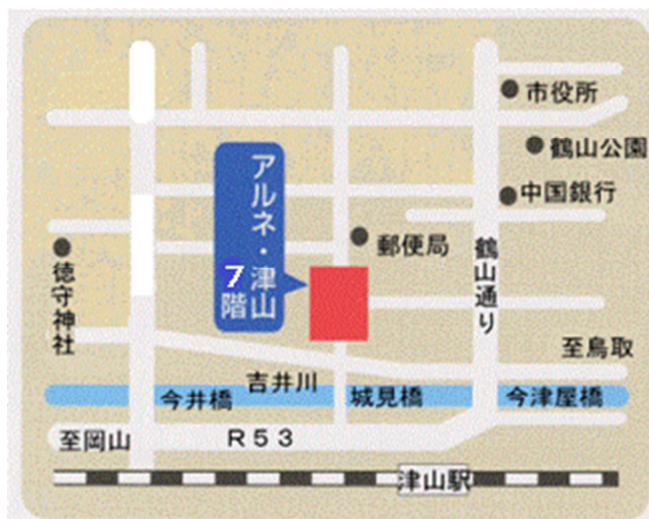 市役所
鶴山公園
中国銀行
アルネ・津山
7階
郵便局
鶴山通り
徳守神社
至鳥取
吉井川
今井橋
城見橋
今津屋橋
至岡山
R53
津山駅